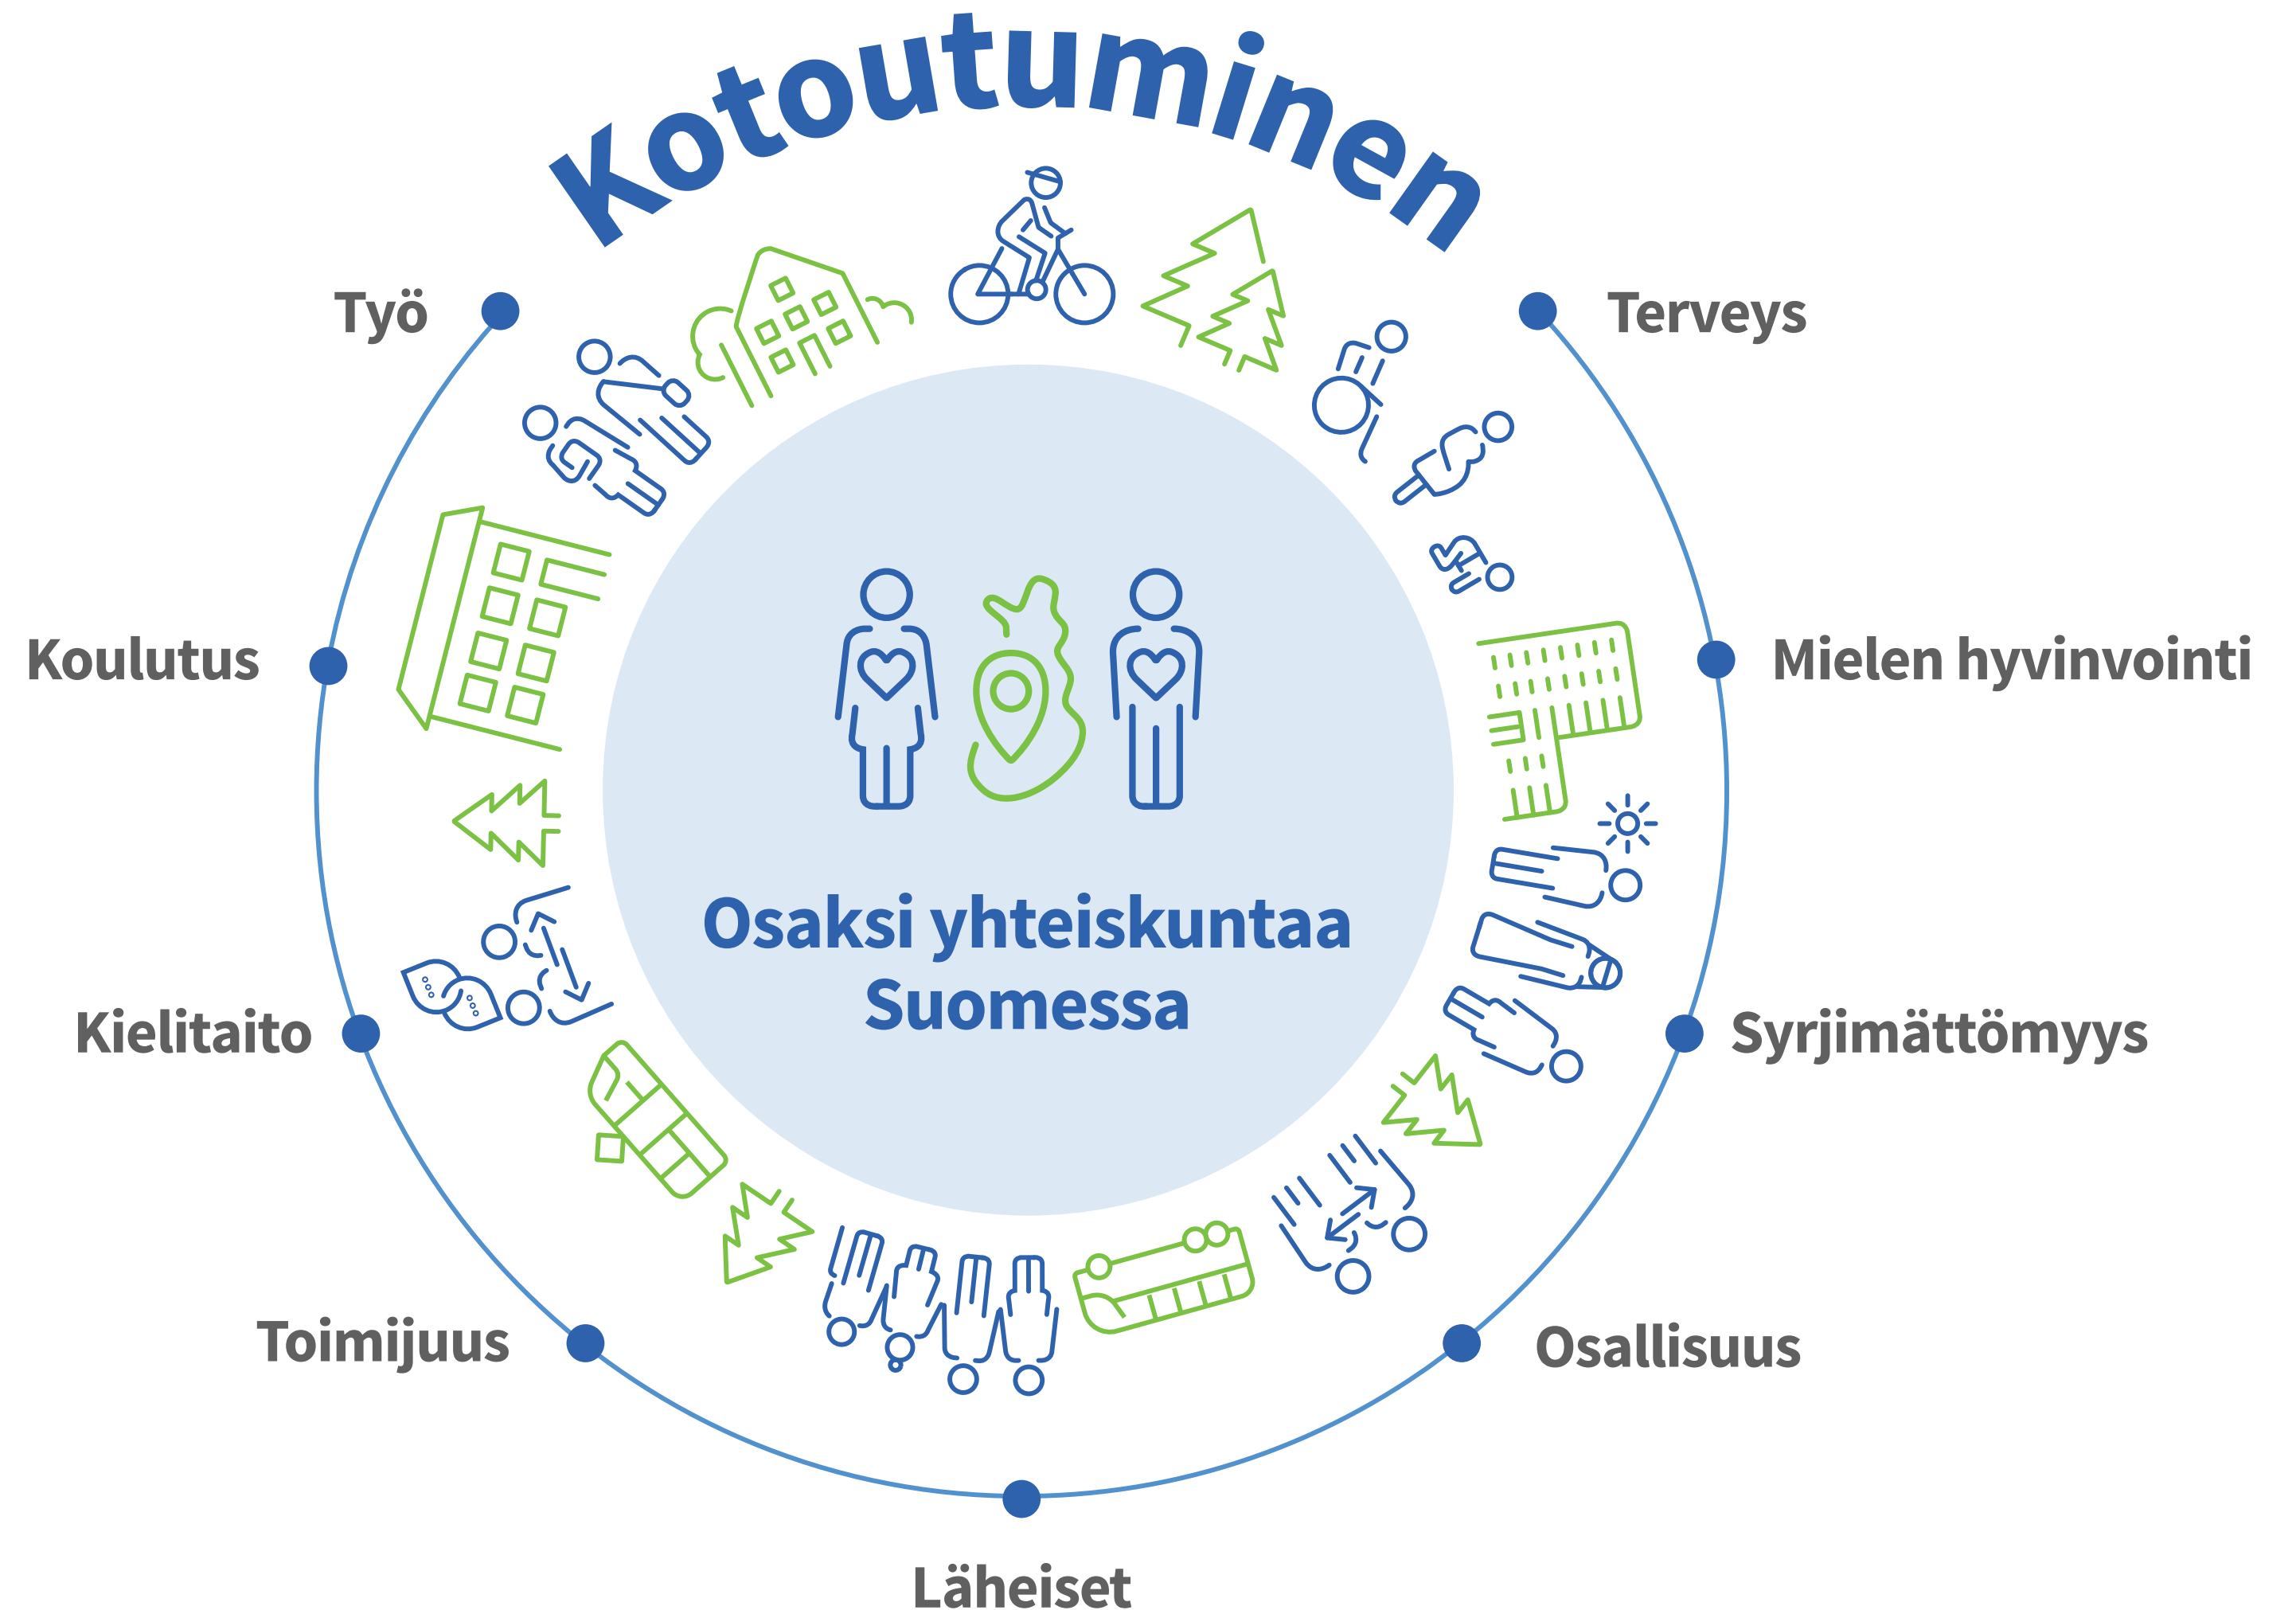 Kotoutuminen
Työ
Terveys
Koulutus
Mielen hyvinvointi
Osaksi yhteiskuntaa
Suomessa
Kielitaito
Syrjimättömyys
Toimijuus
Osallisuus
Läheiset